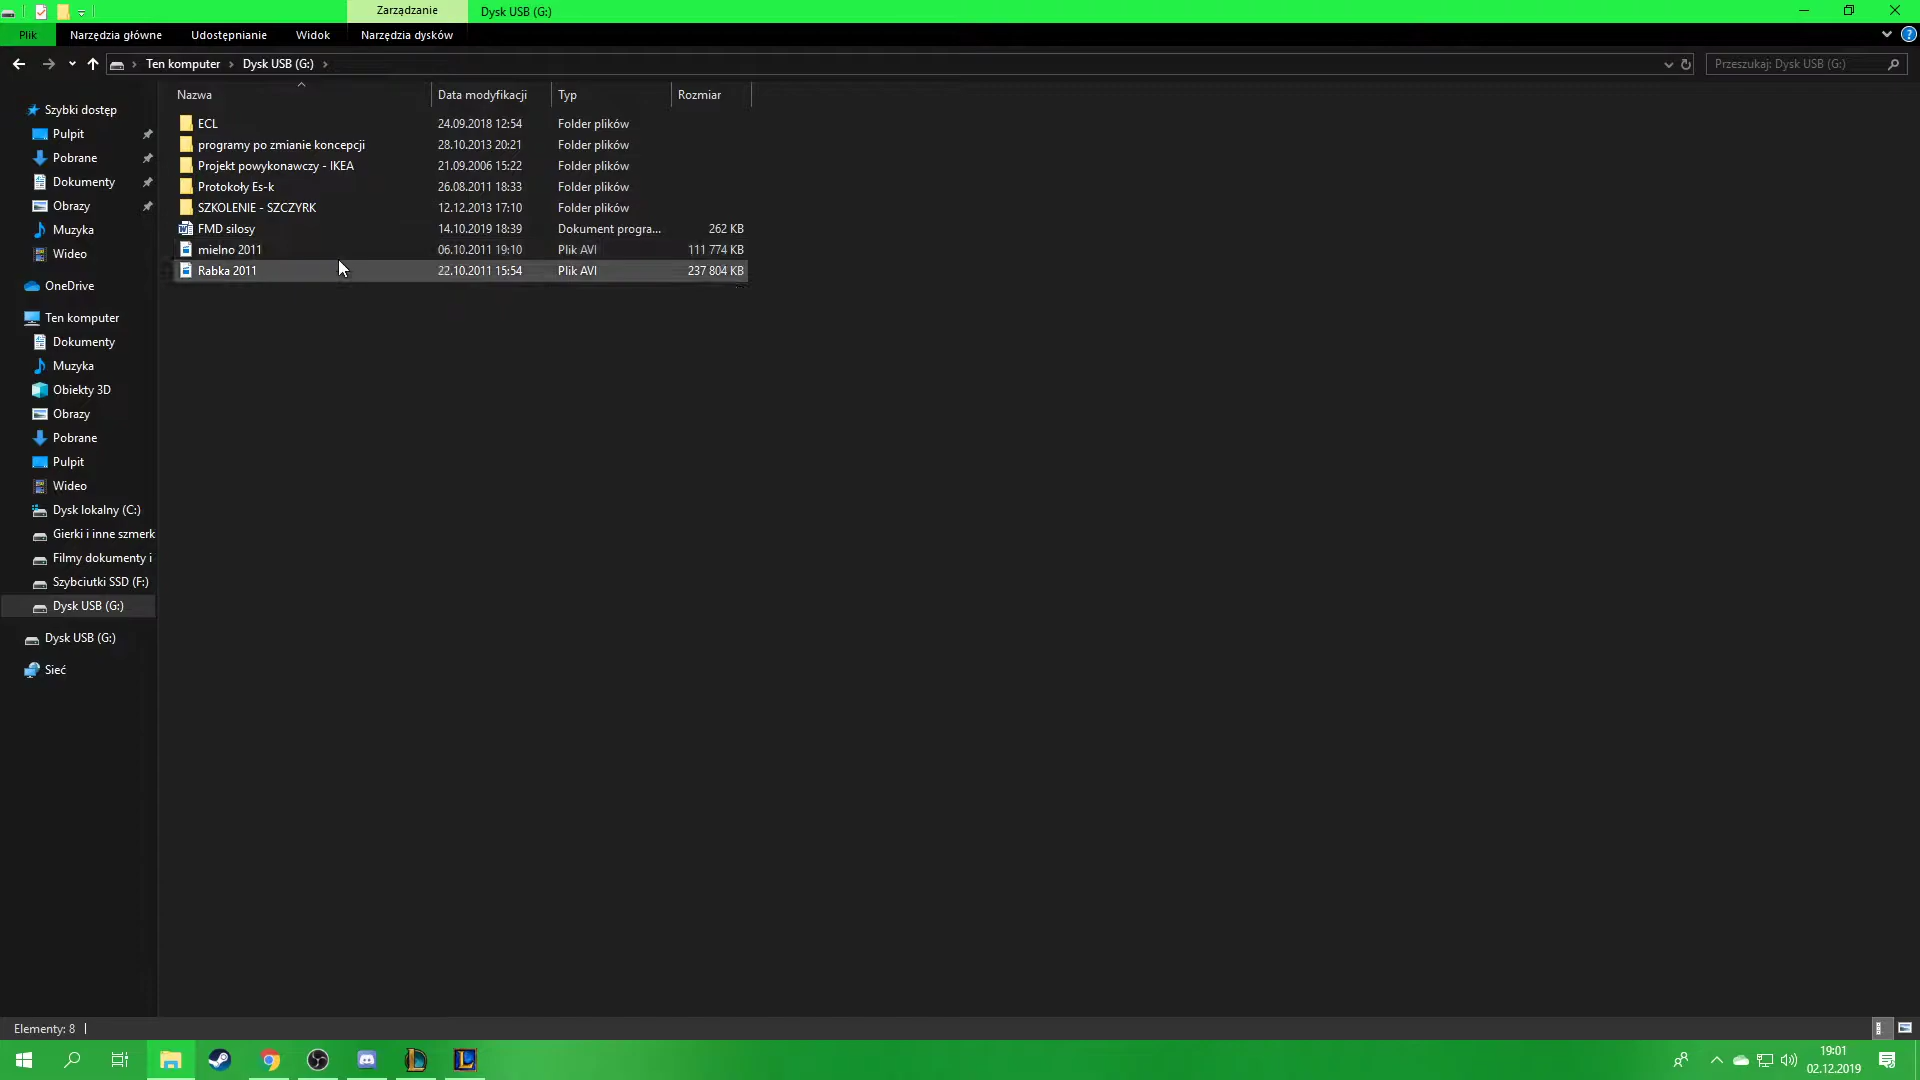 Zarządzanie Dysk USB (G:)
Plik Narzędzia główne Udostępnianie Widok Narzędzia dysków
Ten komputer Dysk USB (G:) Przeszukaj: Dysk USB (G:)
Nazwa Data modyfikacji Typ Rozmiar
ECL 24.09.2018 12:54 Folder plików
programy po zmianie koncepcji 28.10.2013 20:21 Folder plików
Projekt powykonawczy - IKEA 21.09.2006 15:22 Folder plików
Protokoły Es-k 26.08.2011 18:33 Folder plików
SZKOLENIE - SZCZYRK 12.12.2013 17:10 Folder plików
FMD silosy 14.10.2019 18:39 Dokument progra... 262 KB
mielno 2011 06.10.2011 19:10 Plik AVI 111 774 KB
Rabka 2011 22.10.2011 15:54 Plik AVI 237 804 KB
Szybki dostęp
Pulpit
Pobrane
Dokumenty
Obrazy
Muzyka
Wideo
OneDrive
Ten komputer
Dokumenty
Muzyka
Obiekty 3D
Obrazy
Pobrane
Pulpit
Wideo
Dysk lokalny (C:)
Gierki i inne szmerk
Filmy dokumenty i
Szybciutki SSD (F:)
Dysk USB (G:)
Dysk USB (G:)
Sieć
Elementy: 8
19:01
02.12.2019